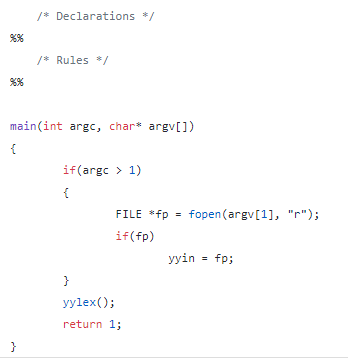 /* Declarations */
%%
/* Rules */
%%
main(int argc, char* argv[])
{
if(argc > 1)
{
FILE *fp = fopen(argv[1], "r");
if(fp)
yyin = fp;
}
yylex();
return 1;
}